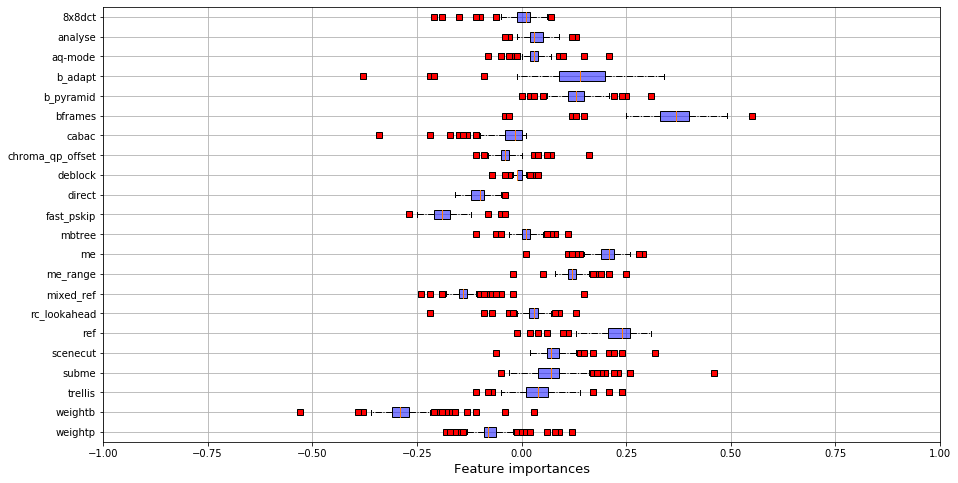 8x8dct
analyse
aq-mode
b_adapt
b_pyramid
bframes
cabac
chroma_qp_offset
deblock
direct
fast_pskip
mbtree
me
me_range
mixed_ref
rc_lookahead
ref
scenecut
subme
trellis
weightb
weightp
−1.00 −0.75 −0.50 −0.25 0.00 0.25 0.50 0.75 1.00
Feature importances